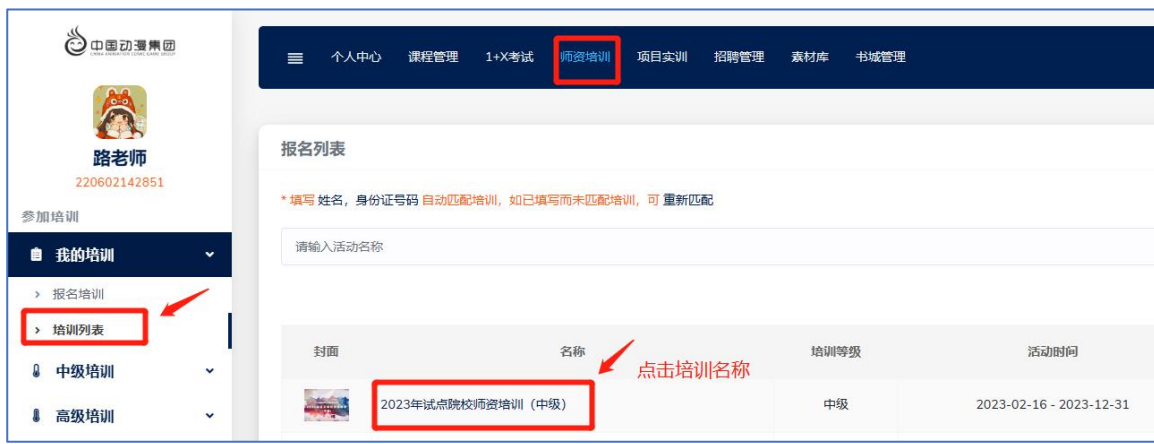 中国动漫集团
路老师
220602142851
参加培训
我的培训
报名培训
培训列表
中级培训
高级培训
个人中心 课程管理 1+X考试 师资培训 项目实训 招聘管理 素材库 书城管理
报名列表
* 填写 姓名，身份证号码 自动匹配培训，如已填写而未匹配培训，可 重新匹配
请输入活动名称
封面 名称 培训等级 活动时间
点击培训名称
2023年试点院校师资培训（中级） 中级 2023-02-16 - 2023-12-31